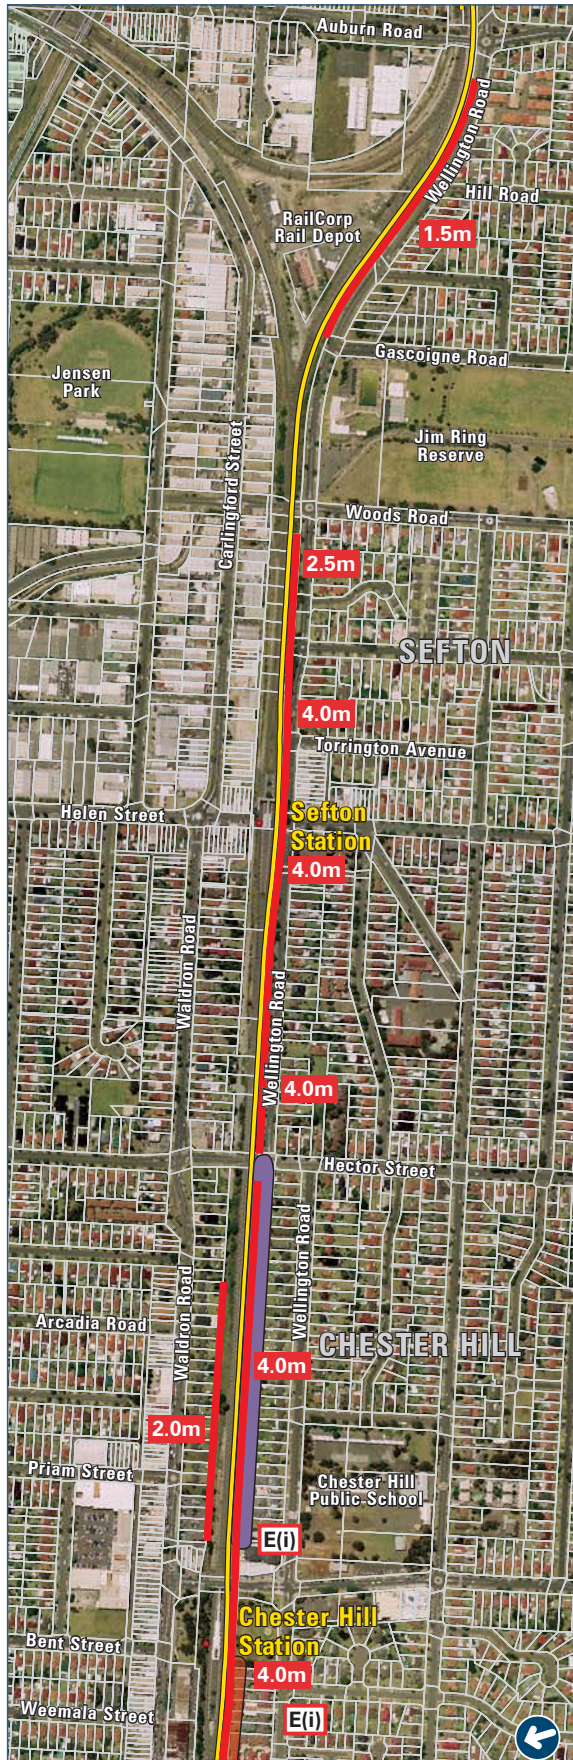 Auburn Road
Wellington Road
Hill Road
RailCorp
Rail Depot
1.5m
Gascoigne Road
Jensen
Park
Jim Ring
Reserve
Carlingford Street
Woods Road
2.5m
SEFTON
4.0m
Torrington Avenue
Helen Street
Sefton
Station
4.0m
Waldron Road
Wellington Road
4.0m
Hector Street
Wellington Road
Waldron Road
Arcadia Road
CHESTER HILL
4.0m
2.0m
Priam Street
Chester Hill
Public School
E(i)
Chester Hill
Station
Bent Street
4.0m
Weemala Street
E(i)